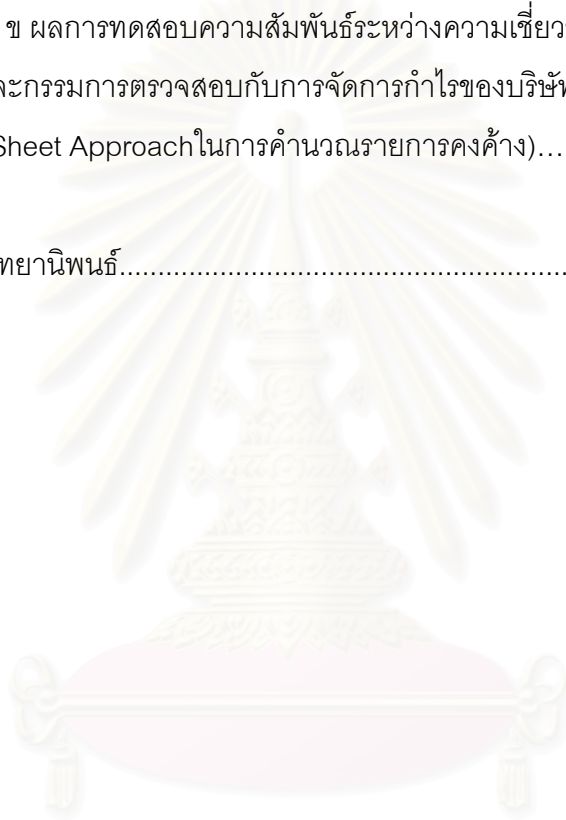 ข ผลการทดสอบความสัมพันธ์ระหว่างความเชี่ยว
ะกรรมการตรวจสอบกับการจัดการกำไรของบริษัท
Sheet Approachในการคำนวณรายการคงค้าง)...
ทยานิพนธ์..........................................................